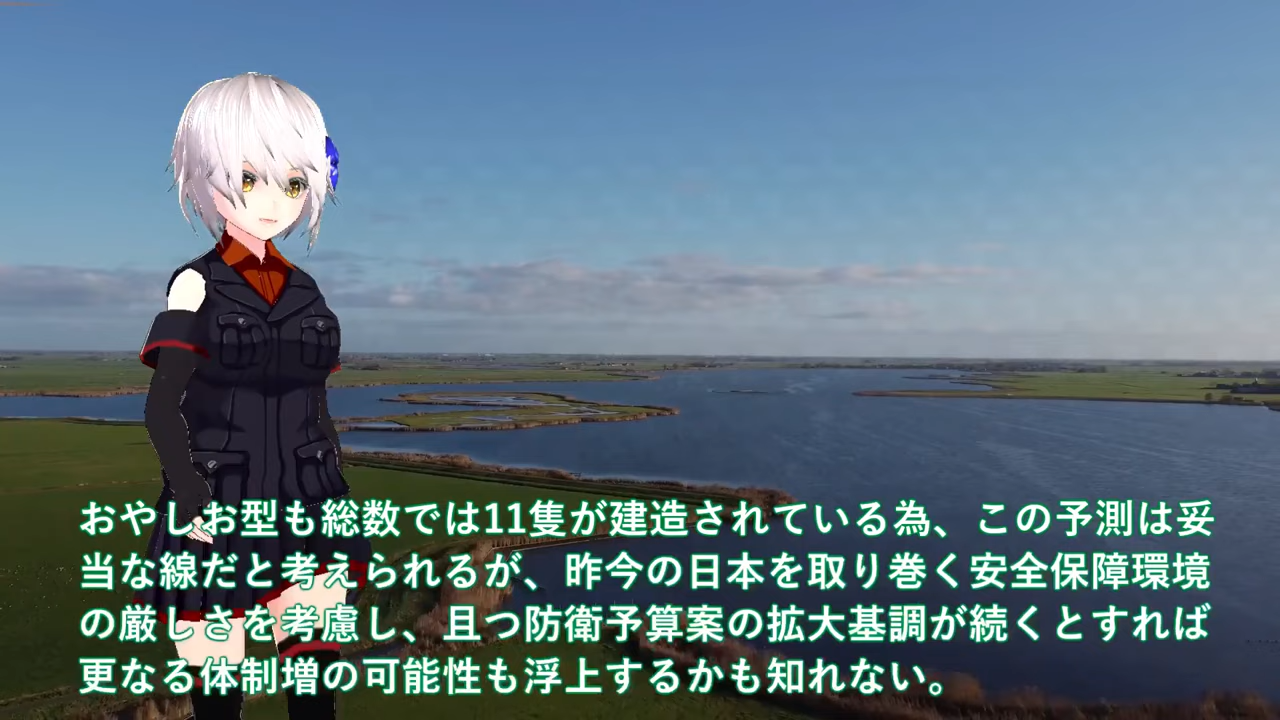 おやしお型も総数では11隻が建造されている為、この予測は妥
当な線だと考えられるが、昨今の日本を取り巻く安全保障環境
の厳しさを考慮し、且つ防衛予算案の拡大基調が続くとすれば
更なる体制増の可能性も浮上するかも知れない。